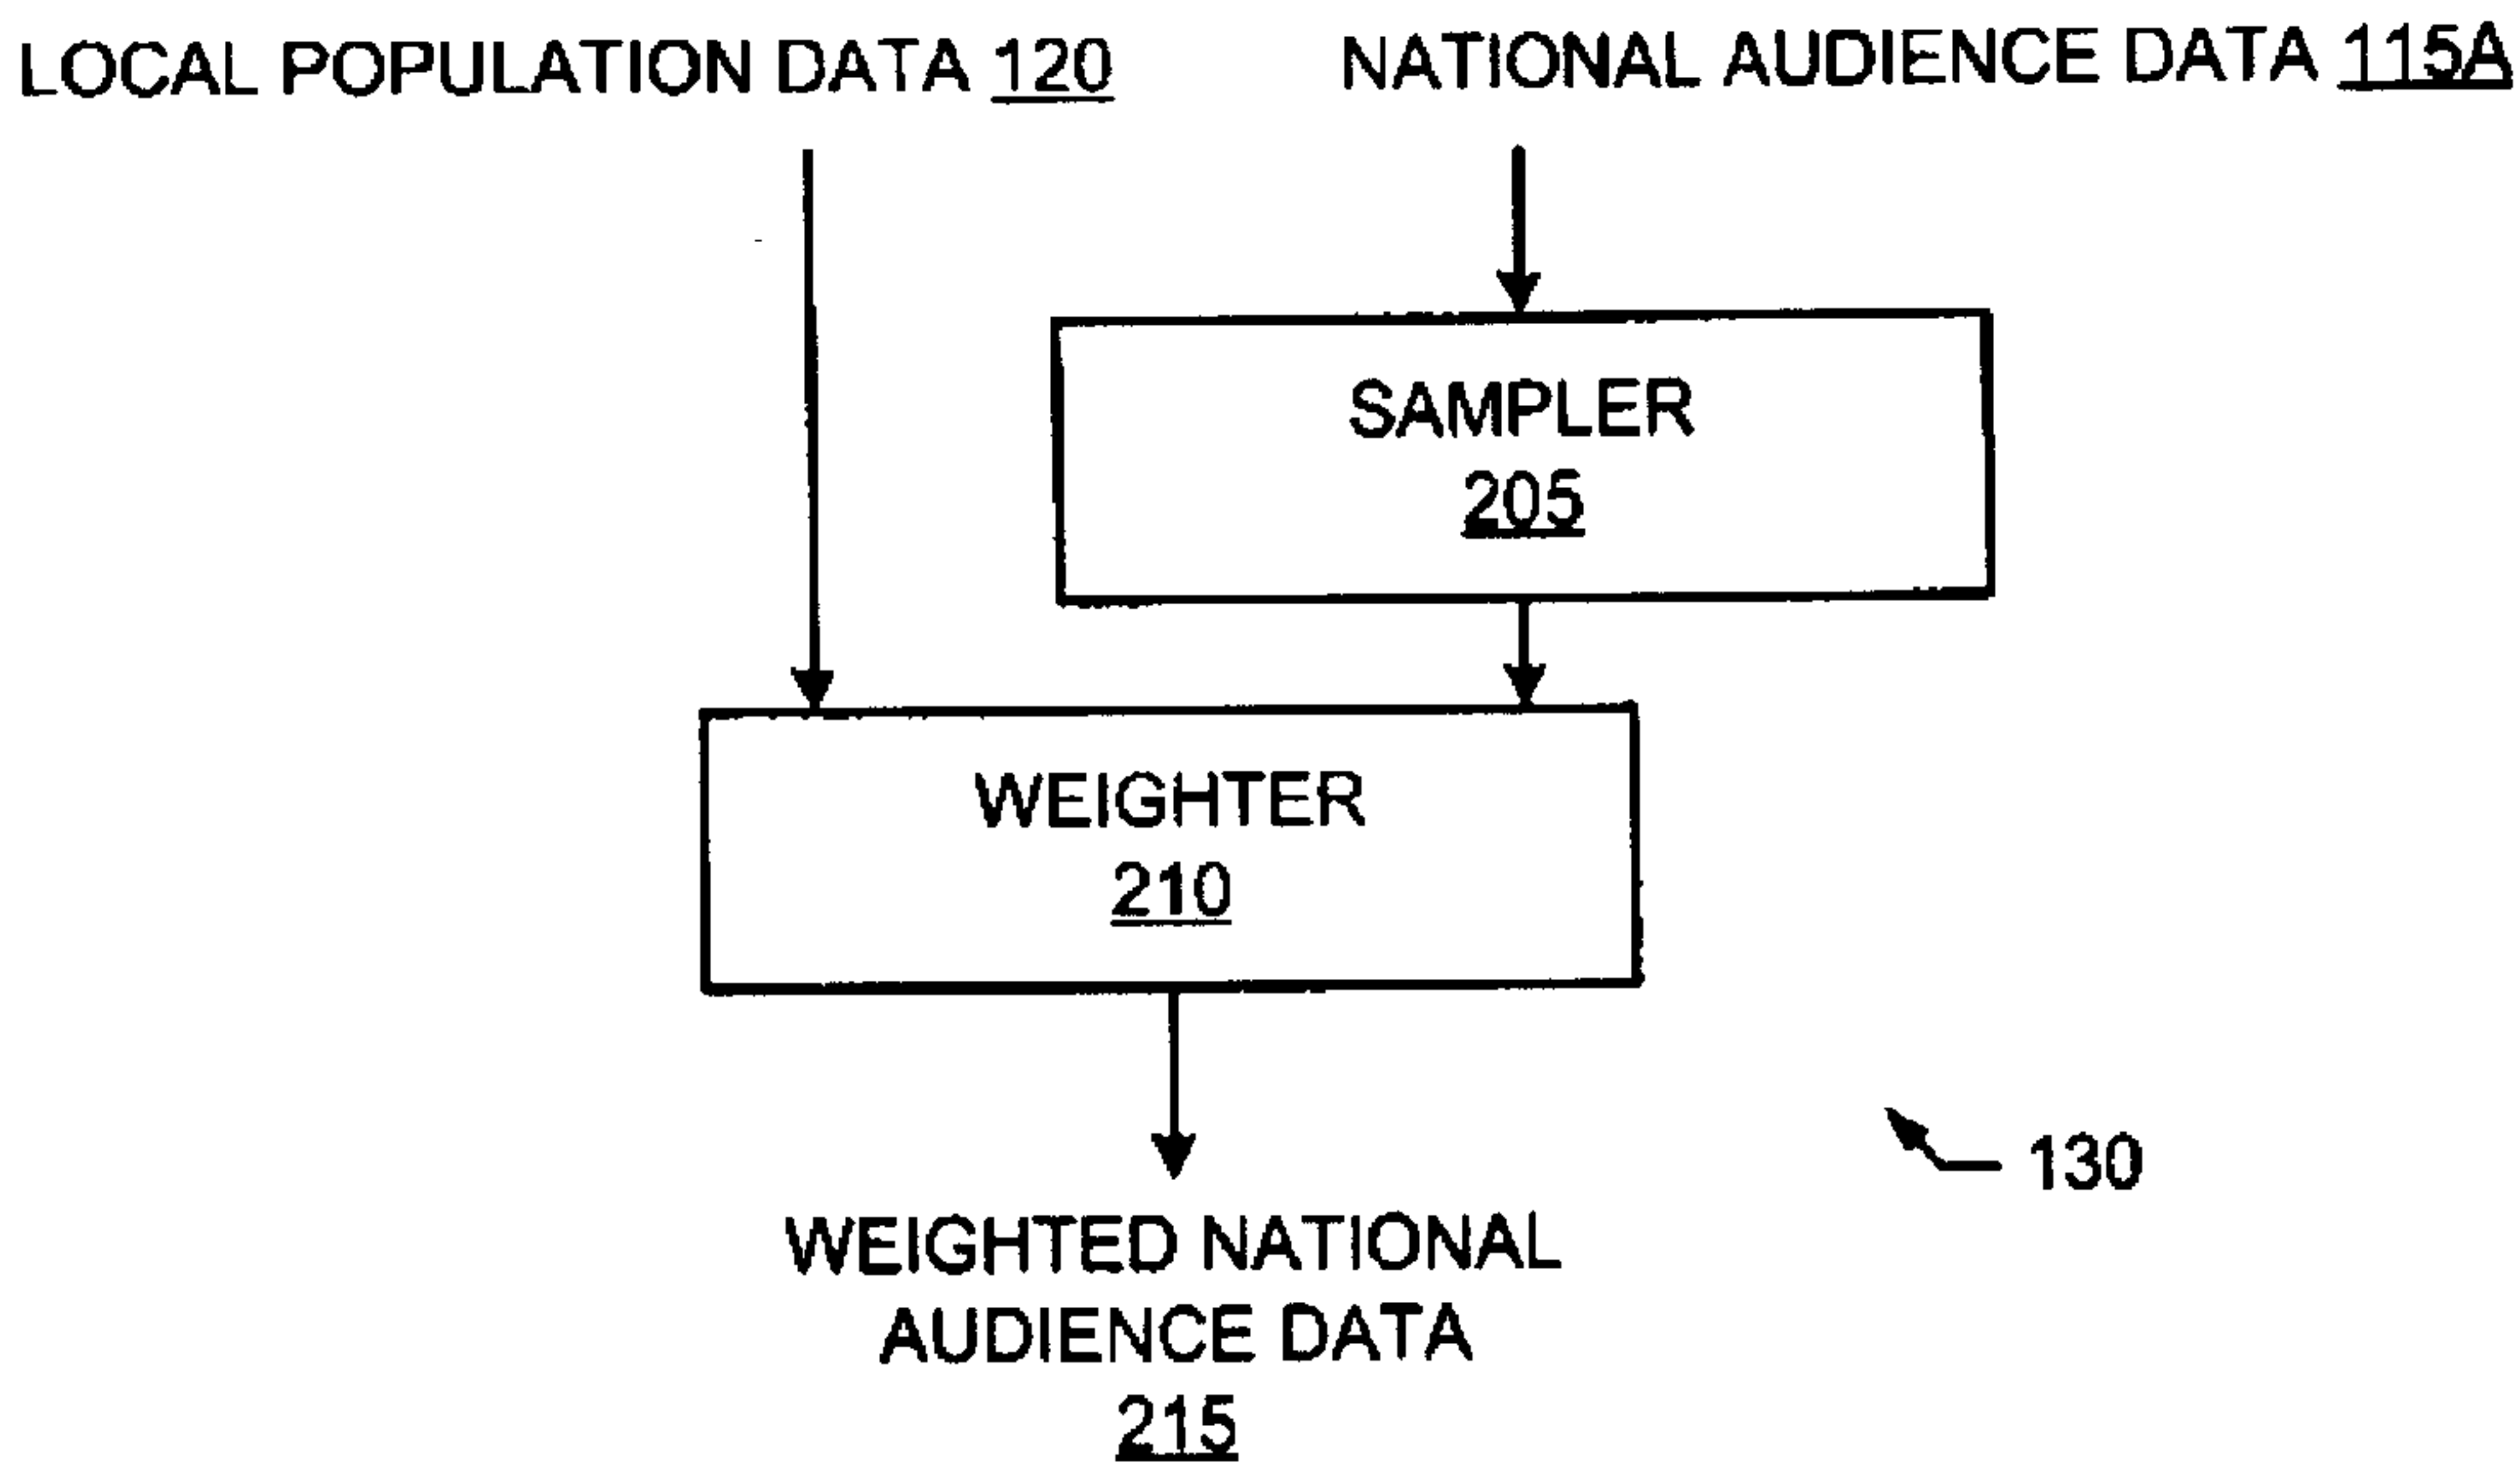 LOCAL POPULATION DATA 120
NATIONAL AUDIENCE DATA 115A
SAMPLER
205
WEIGHTER
210
130
WEIGHTED NATIONAL
AUDIENCE DATA
215